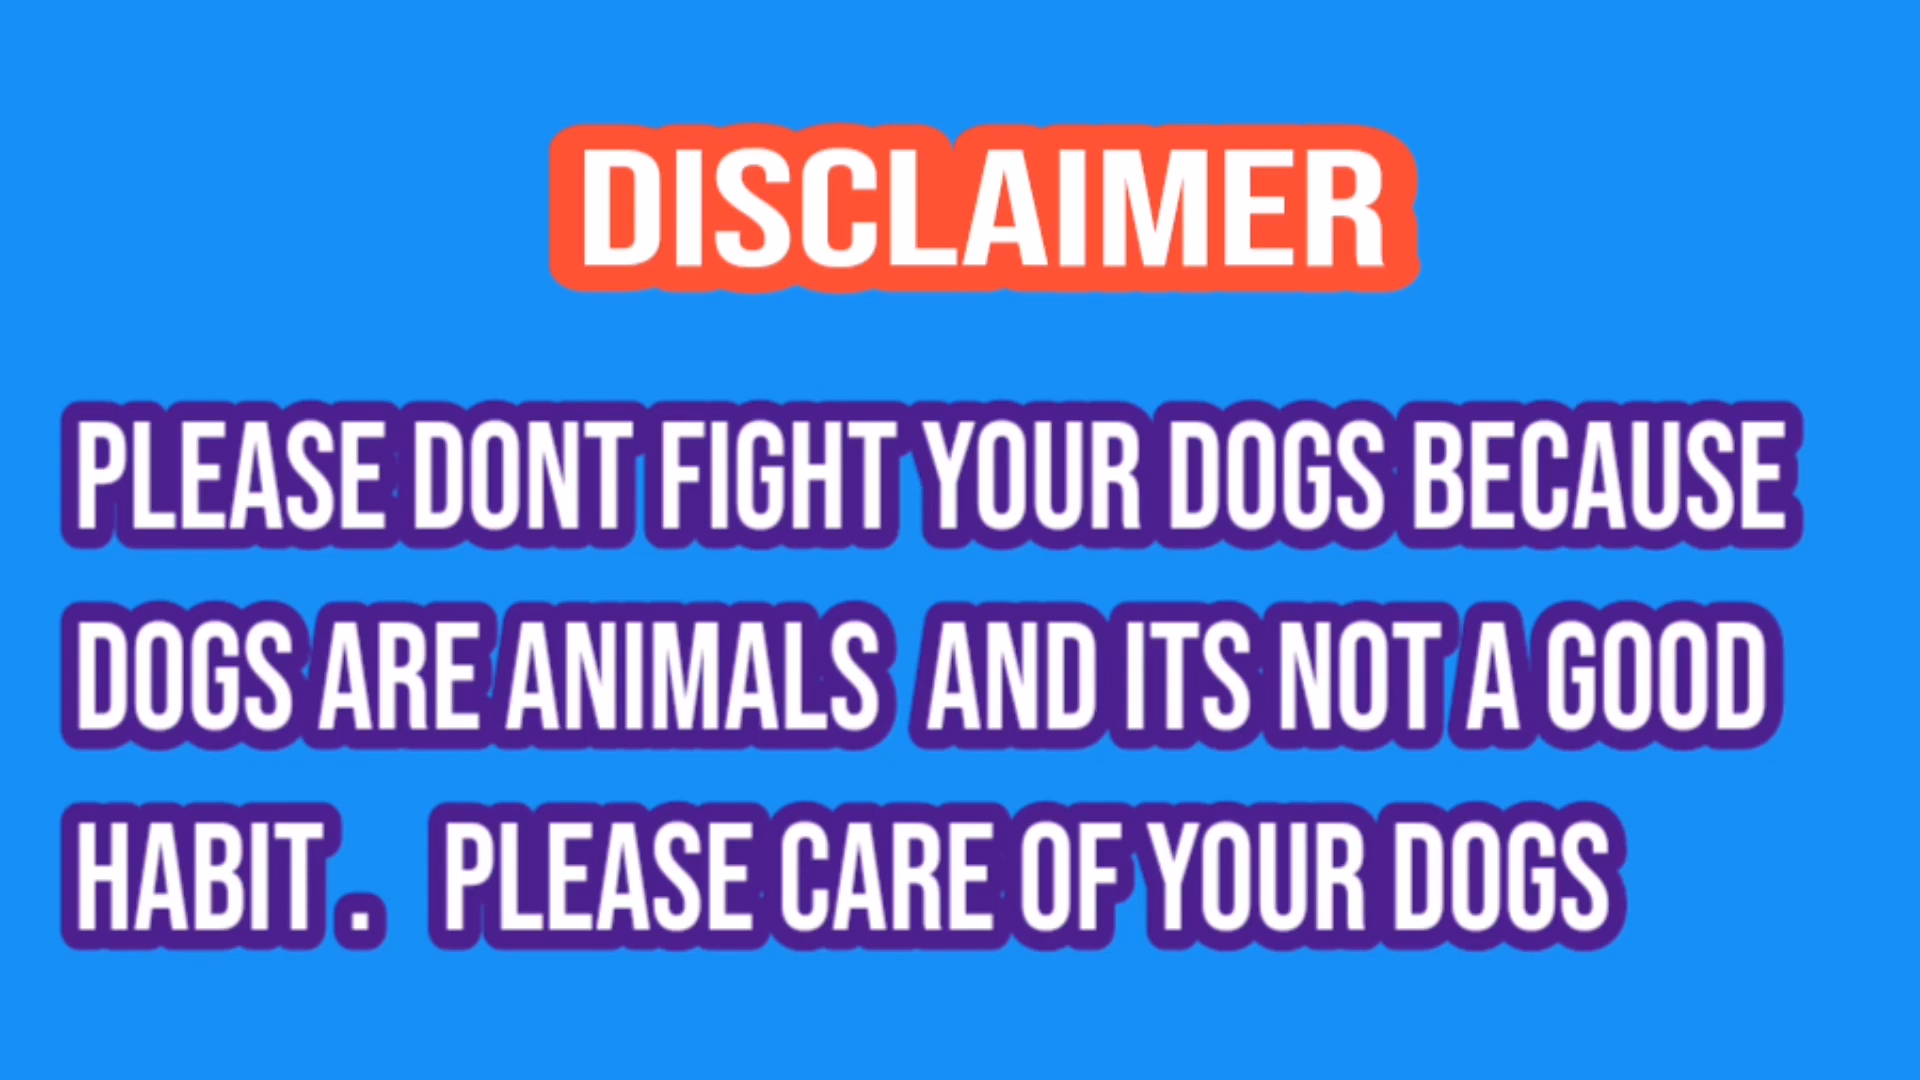 DISCLAIMER
PLEASE DONT FIGHT YOUR DOGS BECAUSE
DOGS ARE ANIMALS AND ITS NOT A GOOD
HABIT. PLEASE CARE OF YOUR DOGS